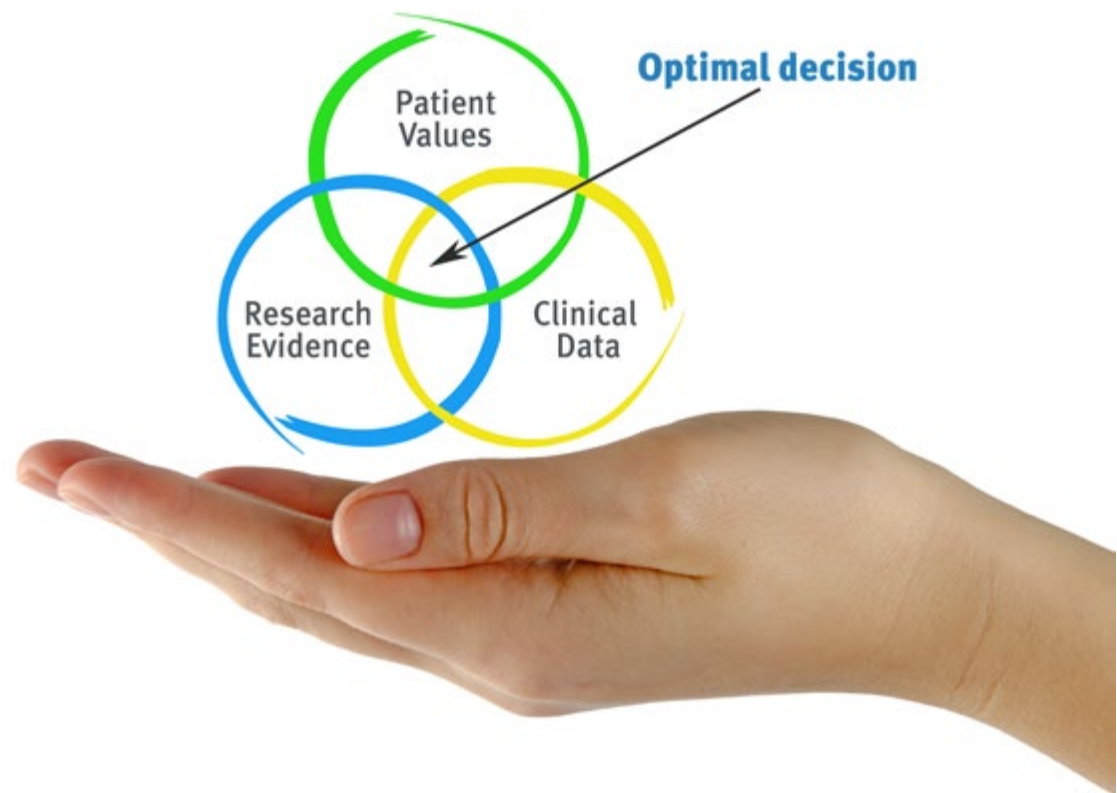 Optimal decision
Patient
Values
Research
Evidence
Clinical
Data